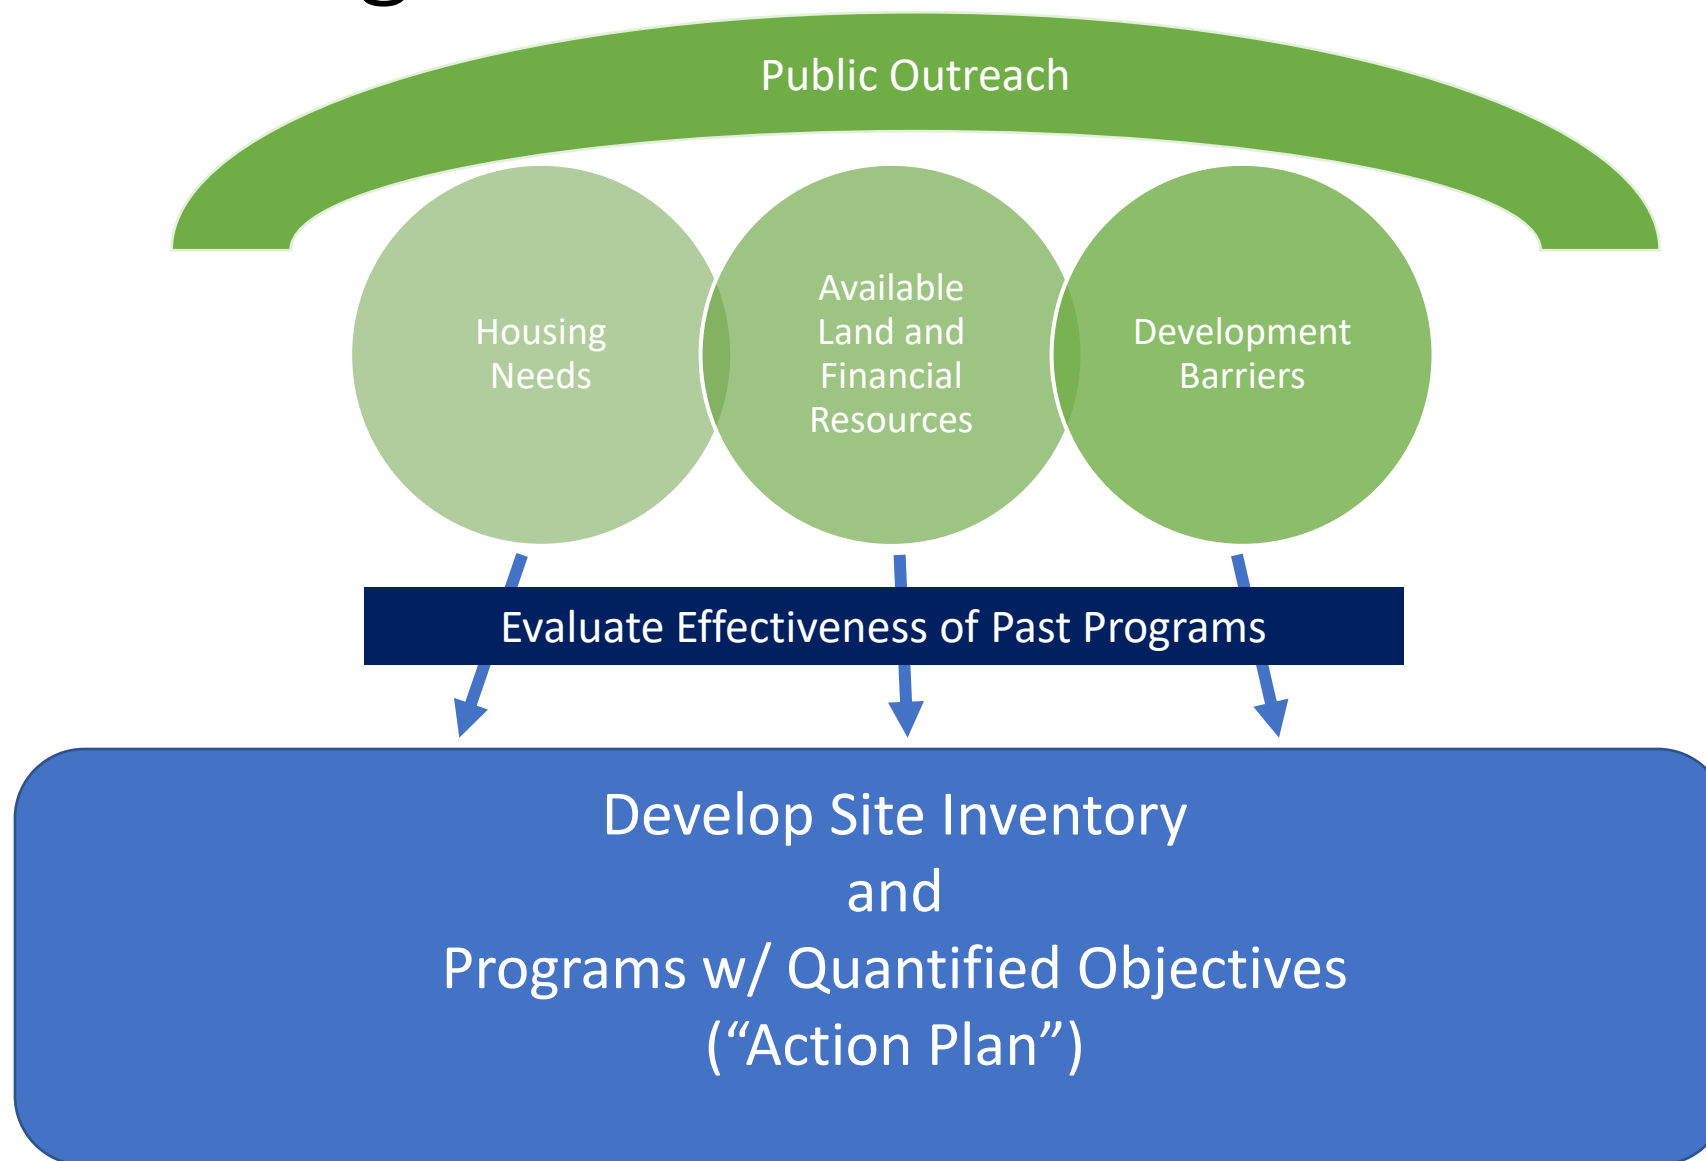 Public Outreach
Housing
Needs
Available
Land and
Financial
Resources
Development
Barriers
Evaluate Effectiveness of Past Programs
Develop Site Inventory
and
Programs w/ Quantified Objectives
(“Action Plan”)